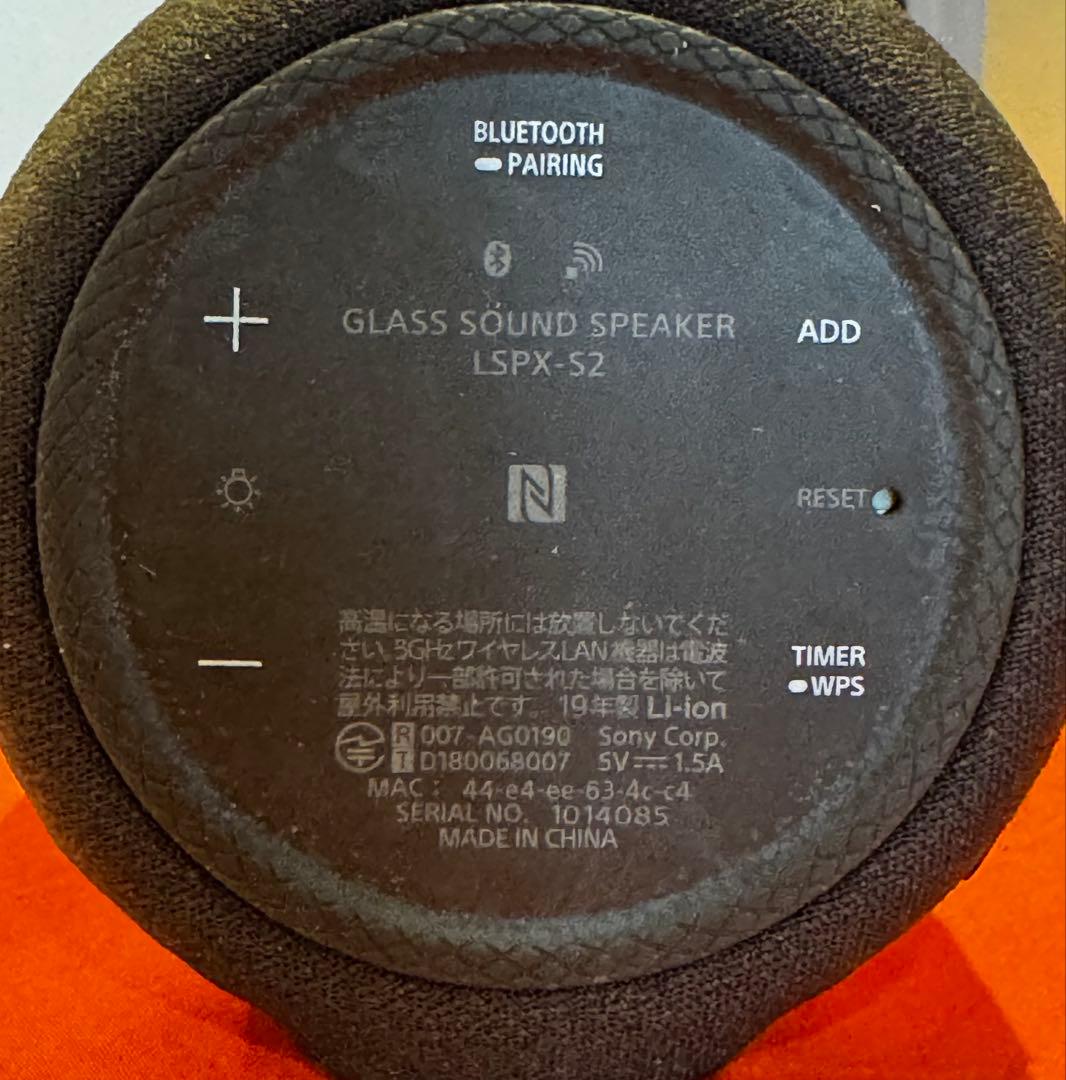 BLUETOOTH
PAIRING
+
GLASS SOUND SPEAKER
ADD
LSPX-S2
N
RESET
高温になる場所には放置しないでくだ
さい。5GHzワイヤレスLAN機器は電波
法により一部許可された場合を除いて
屋外利用禁止です。 19年製 Li-ion
−
TIMER
WPS
R 007-AG0190 Sony Corp.
T D180068007 5V⎓1.5A
MAC: 44-e4-ee-63-4c-c4
SERIAL NO. 1014085
MADE IN CHINA